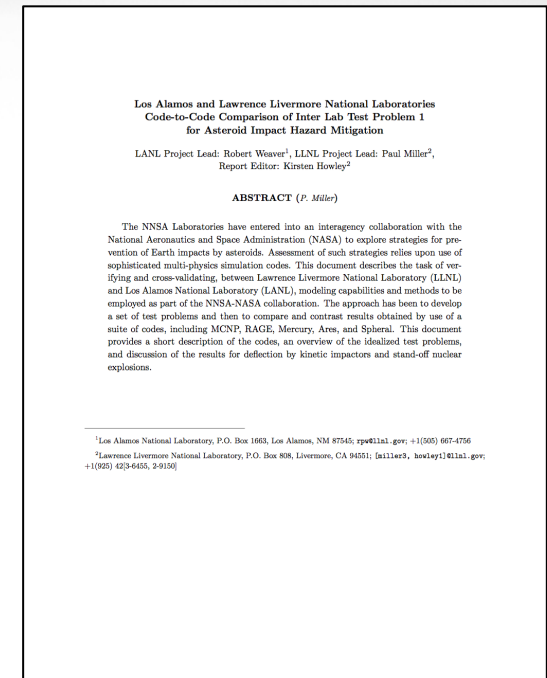 Los Alamos and Lawrence Livermore National Laboratories
Code-to-Code Comparison of Inter Lab Test Problem 1
for Asteroid Impact Hazard Mitigation
LANL Project Lead: Robert Weaver¹, LLNL Project Lead: Paul Miller²,
Report Editor: Kirsten Howley²
ABSTRACT (P. Miller)
The NNSA Laboratories have entered into an interagency collaboration with the
National Aeronautics and Space Administration (NASA) to explore strategies for pre-
vention of Earth impacts by asteroids. Assessment of such strategies relies upon use of
sophisticated multi-physics simulation codes. This document describes the task of ver-
ifying and cross-validating, between Lawrence Livermore National Laboratory (LLNL)
and Los Alamos National Laboratory (LANL), modeling capabilities and methods to be
employed as part of the NNSA-NASA collaboration. The approach has been to develop
a set of test problems and then to compare and contrast results obtained by use of a
suite of codes, including MCNP, RAGE, Mercury, Ares, and Spheral. This document
provides a short description of the codes, an overview of the idealized test problems,
and discussion of the results for deflection by kinetic impactors and stand-off nuclear
explosions.
¹Los Alamos National Laboratory, P.O. Box 1663, Los Alamos, NM 87545; rpw@llnl.gov; +1(505) 667-4756
²Lawrence Livermore National Laboratory, P.O. Box 808, Livermore, CA 94551; [miller3, howley1]@llnl.gov;
+1(925) 42[3-6455, 2-9150]